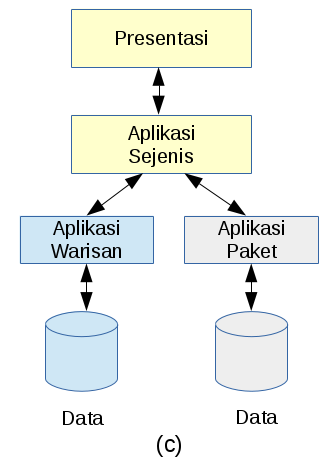 Presentasi
Aplikasi
Sejenis
Aplikasi
Warisan
Aplikasi
Paket
Data
Data
(c)